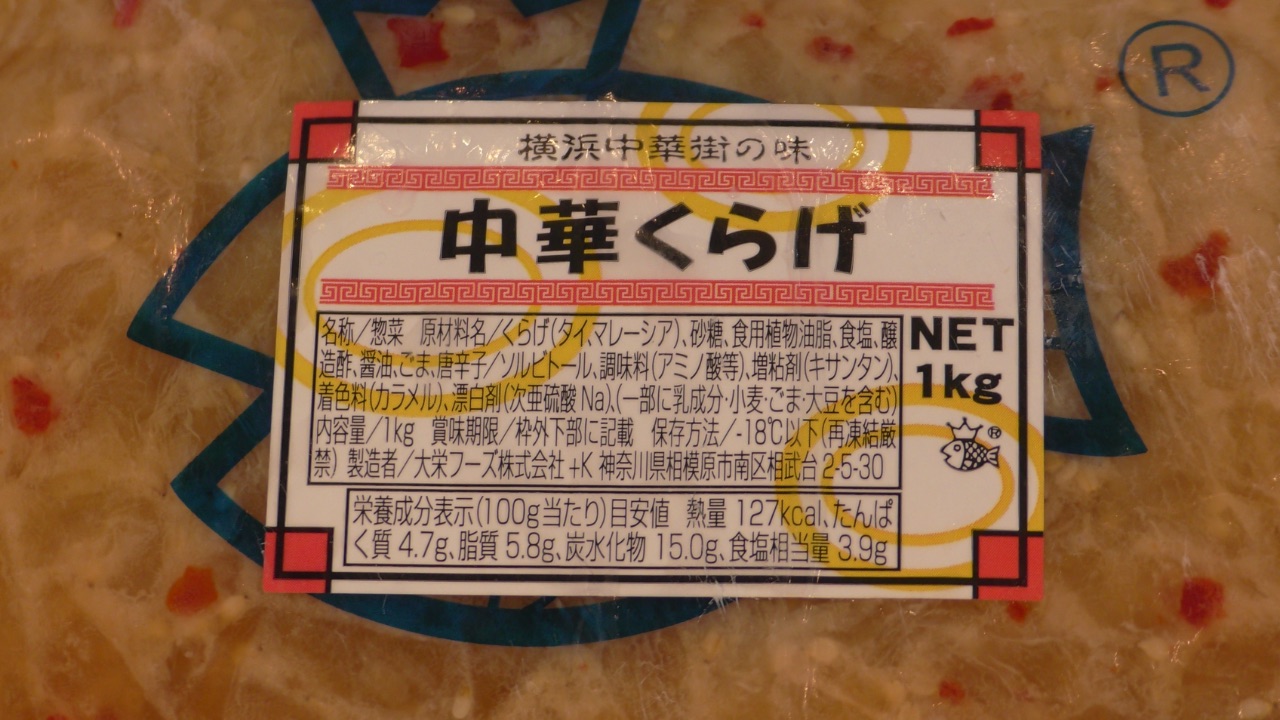 ®
横浜中華街の味
中華くらげ
名称／惣菜　原材料名／くらげ(タイ,マレーシア)、砂糖、食用植物油脂、食塩、醸
造酢、醤油、ごま、唐辛子／ソルビトール、調味料(アミノ酸等)、増粘剤(キサンタン)、
着色料(カラメル)、漂白剤(次亜硫酸 Na)、(一部に乳成分・小麦・ごま・大豆を含む)
内容量／1kg　賞味期限／枠外下部に記載　保存方法／-18℃以下(再凍結厳
禁) 製造者／大栄フーズ株式会社 +K 神奈川県相模原市南区相武台 2-5-30
NET
1kg
®
栄養成分表示(100g当たり)目安値　熱量 127kcal、たんぱ
く質 4.7g、脂質 5.8g、炭水化物 15.0g、食塩相当量 3.9g